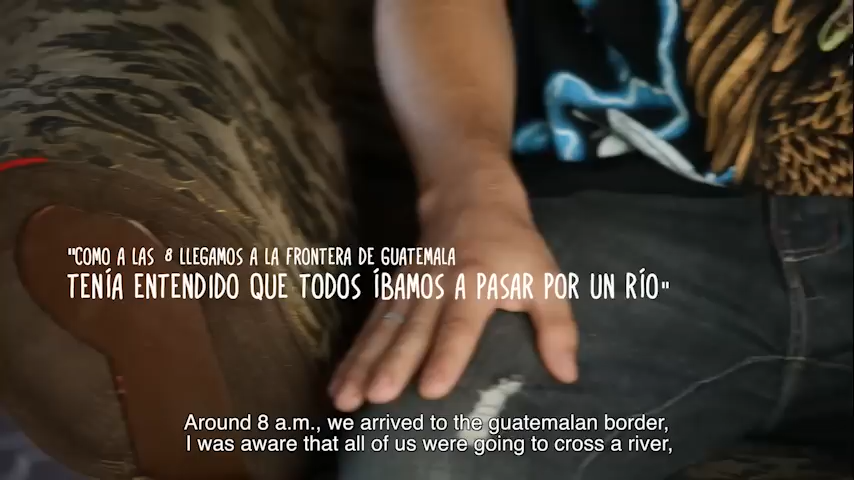 "COMO A LAS 8 LLEGAMOS A LA FRONTERA DE GUATEMALA
TENÍA ENTENDIDO QUE TODOS ÍBAMOS A PASAR POR UN RÍO"
Around 8 a.m., we arrived to the guatemalan border,
I was aware that all of us were going to cross a river,